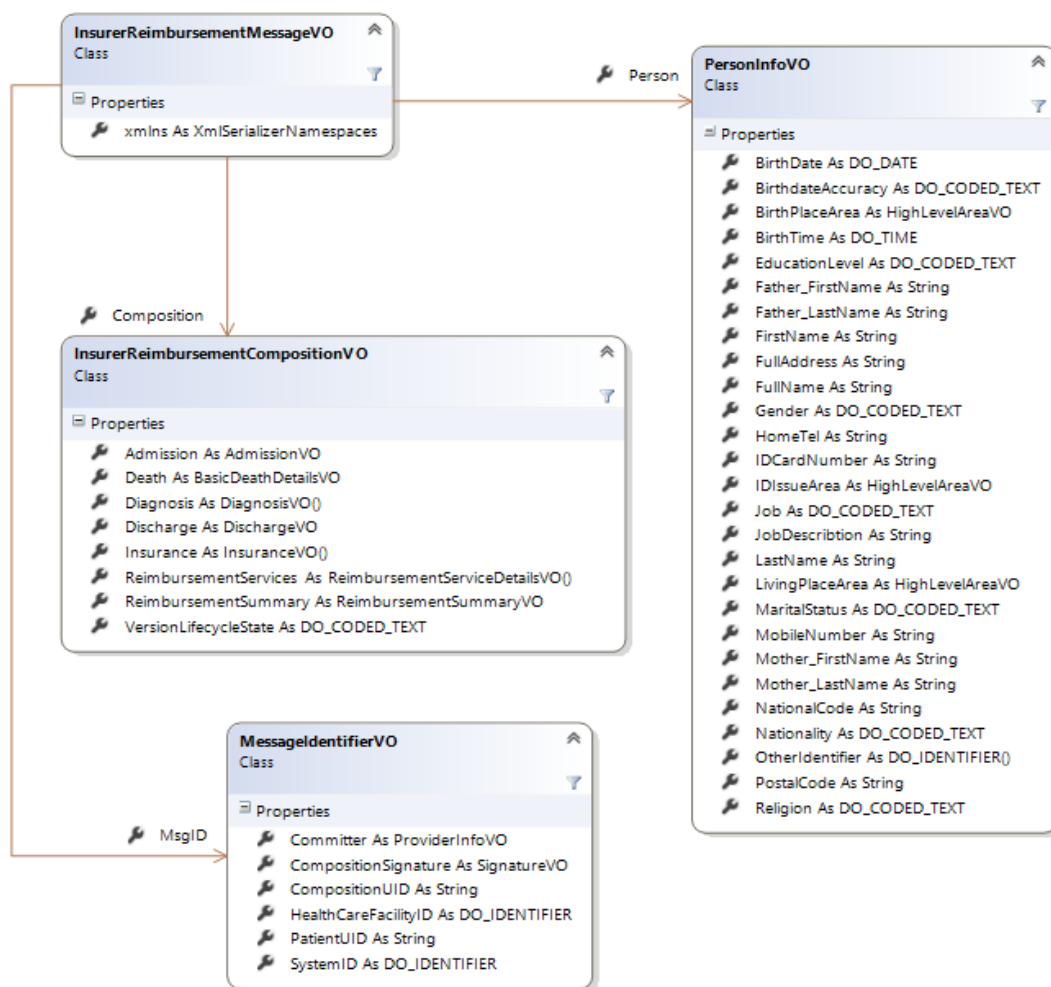 InsurerReimbursementMessageVO
Class
Properties
xmlns As XmlSerializerNamespaces
Person
PersonInfoVO
Class
Properties
BirthDate As DO_DATE
BirthdateAccuracy As DO_CODED_TEXT
BirthPlaceArea As HighLevelAreaVO
BirthTime As DO_TIME
EducationLevel As DO_CODED_TEXT
Father_FirstName As String
Father_LastName As String
FirstName As String
FullAddress As String
FullName As String
Gender As DO_CODED_TEXT
HomeTel As String
IDCardNumber As String
IDIssueArea As HighLevelAreaVO
Job As DO_CODED_TEXT
JobDescribtion As String
LastName As String
LivingPlaceArea As HighLevelAreaVO
MaritalStatus As DO_CODED_TEXT
MobileNumber As String
Mother_FirstName As String
Mother_LastName As String
NationalCode As String
Nationality As DO_CODED_TEXT
OtherIdentifier As DO_IDENTIFIER()
PostalCode As String
Religion As DO_CODED_TEXT
Composition
InsurerReimbursementCompositionVO
Class
Properties
Admission As AdmissionVO
Death As BasicDeathDetailsVO
Diagnosis As DiagnosisVO()
Discharge As DischargeVO
Insurance As InsuranceVO()
ReimbursementServices As ReimbursementServiceDetailsVO()
ReimbursementSummary As ReimbursementSummaryVO
VersionLifecycleState As DO_CODED_TEXT
MsgID
MessageIdentifierVO
Class
Properties
Committer As ProviderInfoVO
CompositionSignature As SignatureVO
CompositionUID As String
HealthCareFacilityID As DO_IDENTIFIER
PatientUID As String
SystemID As DO_IDENTIFIER